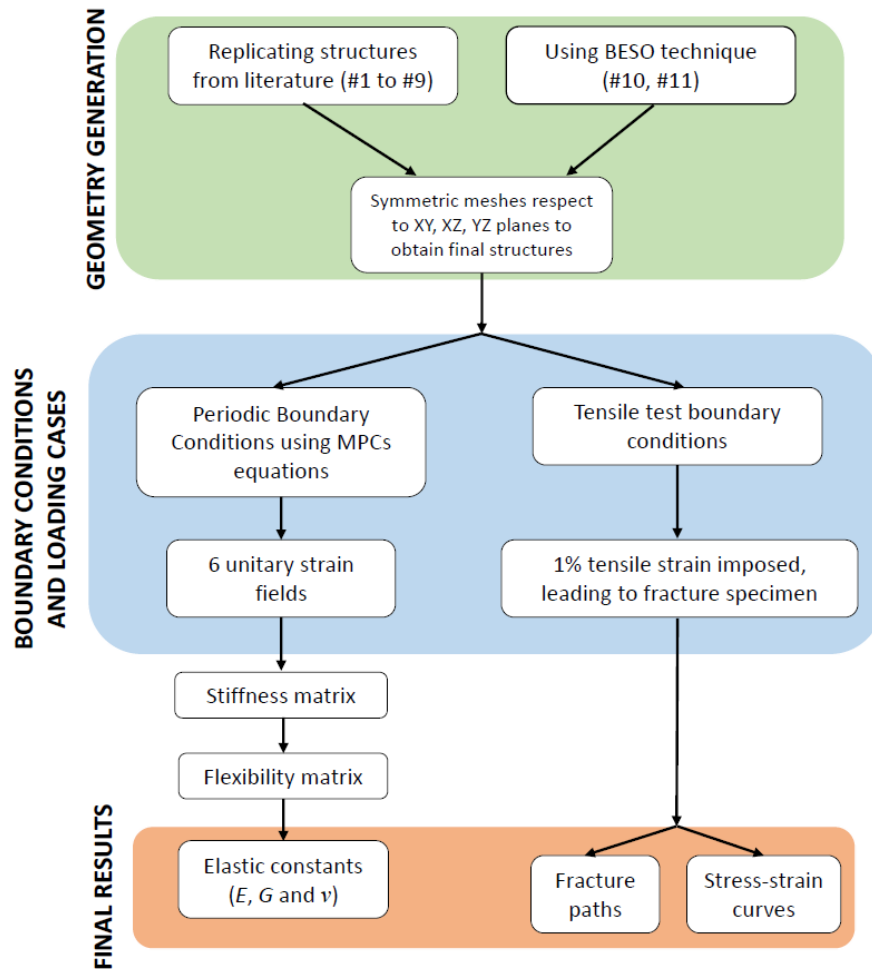 GEOMETRY GENERATION
Replicating structures
from literature (#1 to #9)
Using BESO technique
(#10, #11)
Symmetric meshes respect
to XY, XZ, YZ planes to
obtain final structures
BOUNDARY CONDITIONS
AND LOADING CASES
Periodic Boundary
Conditions using MPCs
equations
Tensile test boundary
conditions
6 unitary strain
fields
1% tensile strain imposed,
leading to fracture specimen
Stiffness matrix
Flexibility matrix
FINAL RESULTS
Elastic constants
(E, G and ν)
Fracture
paths
Stress-strain
curves